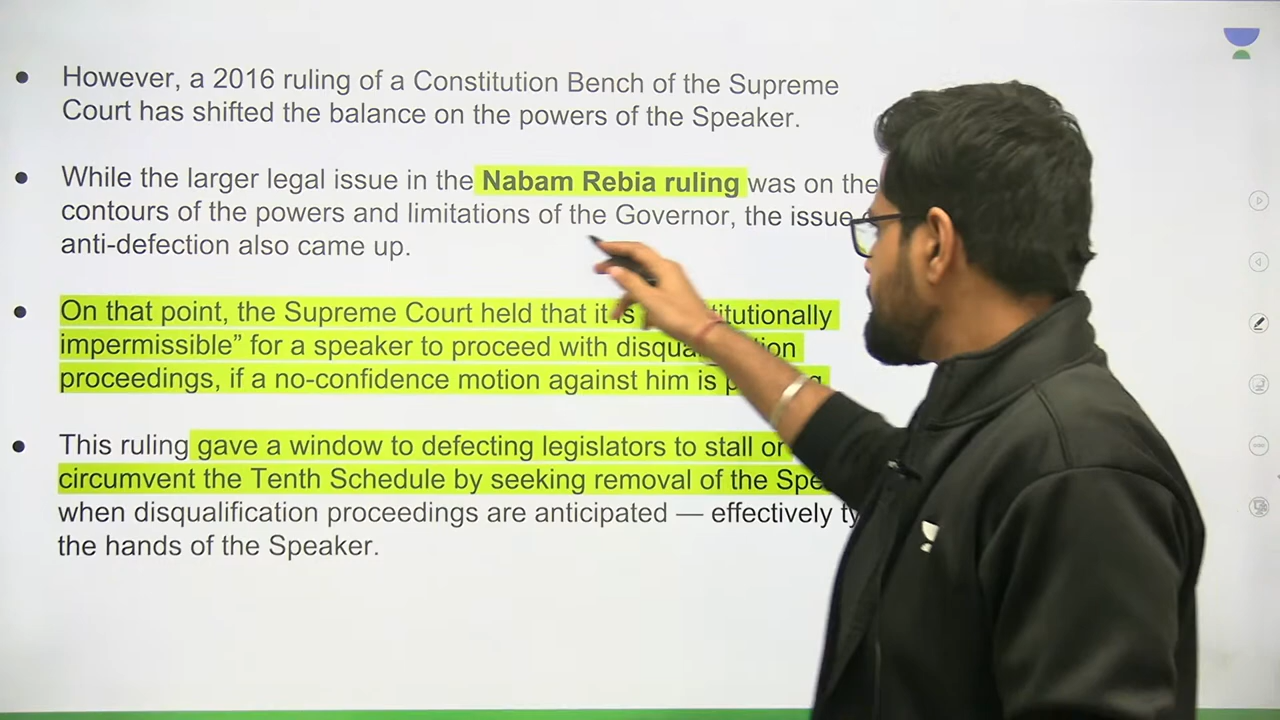 However, a 2016 ruling of a Constitution Bench of the Supreme
Court has shifted the balance on the powers of the Speaker.
While the larger legal issue in the Nabam Rebia ruling was on the
contours of the powers and limitations of the Governor, the issue
anti-defection also came up.
On that point, the Supreme Court held that it is
impermissible” for a speaker to proceed with
proceedings, if a no-confidence motion against him is
This ruling gave a window to defecting legislators to stall or
circumvent the Tenth Schedule by seeking removal of the
when disqualification proceedings are anticipated — effectively
the hands of the Speaker.